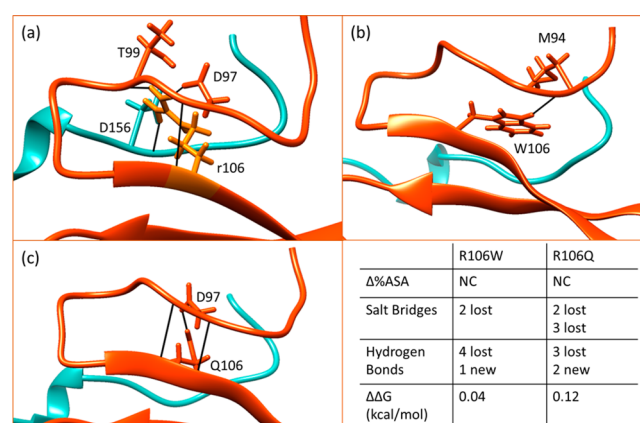 (a)
T99
D97
D156
r106
(b)
M94
W106
(c)
D97
Q106
R106W R106Q
Δ%ASA NC NC
Salt Bridges 2 lost 2 lost
3 lost
Hydrogen 4 lost 3 lost
Bonds 1 new 2 new
ΔΔG 0.04 0.12
(kcal/mol)